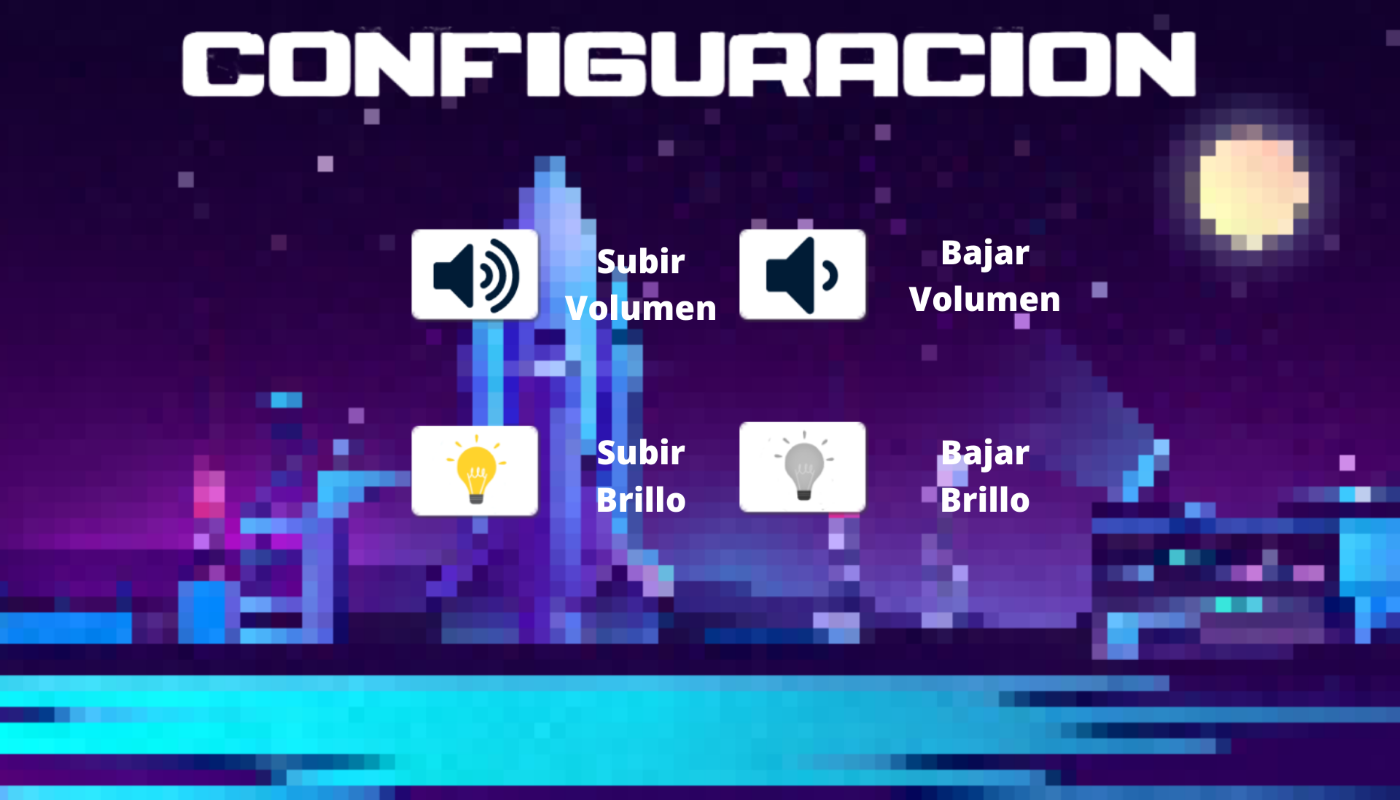 CONFIGURACION
Subir
Volumen
Bajar
Volumen
Subir
Brillo
Bajar
Brillo